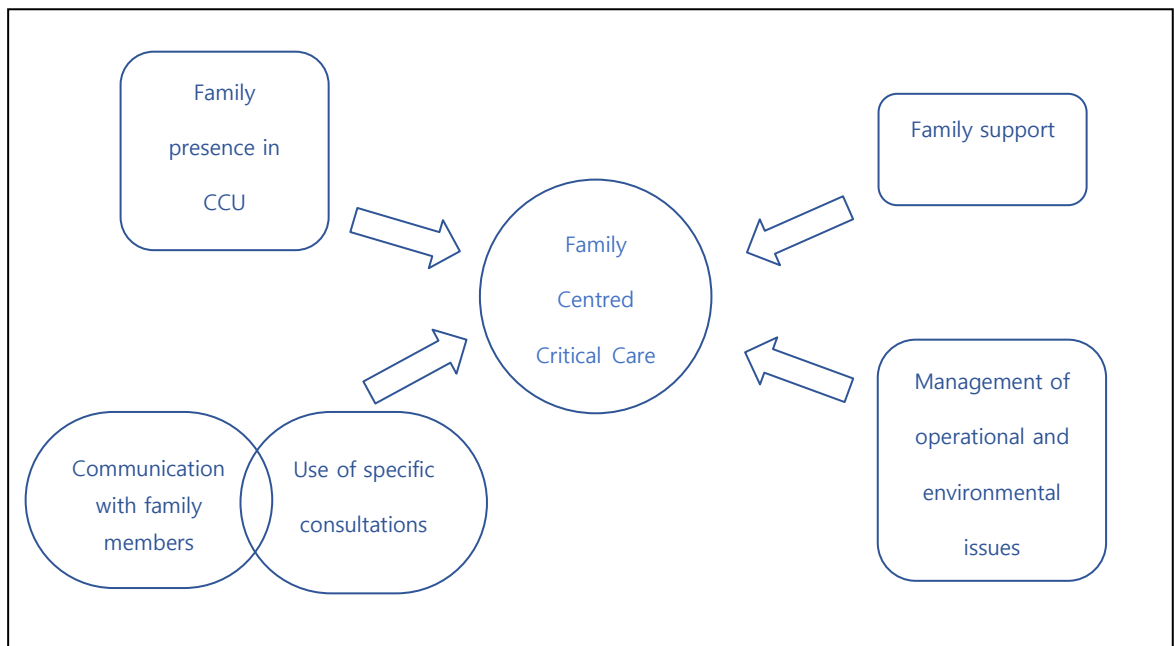 Family
presence in
CCU
Family support
Family
Centred
Critical Care
Communication
with family
members
Use of specific
consultations
Management of
operational and
environmental
issues